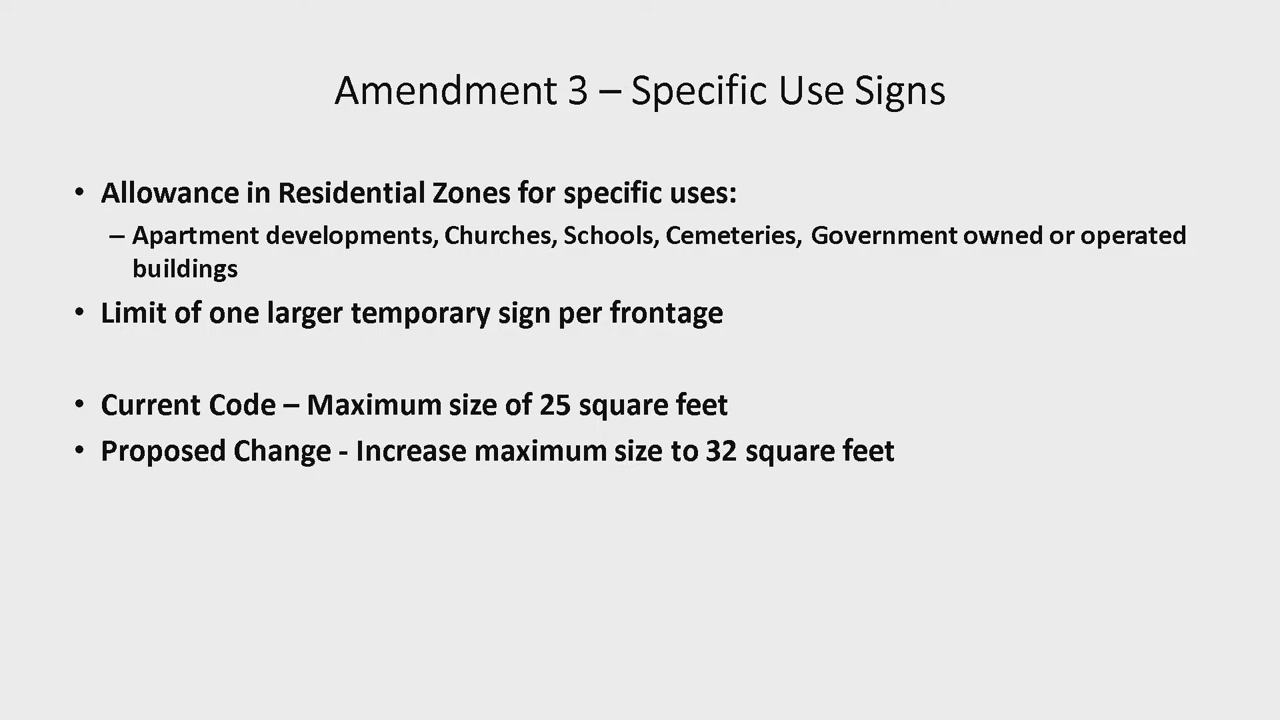 Amendment 3 – Specific Use Signs
• Allowance in Residential Zones for specific uses:
– Apartment developments, Churches, Schools, Cemeteries, Government owned or operated
buildings
• Limit of one larger temporary sign per frontage
• Current Code – Maximum size of 25 square feet
• Proposed Change - Increase maximum size to 32 square feet